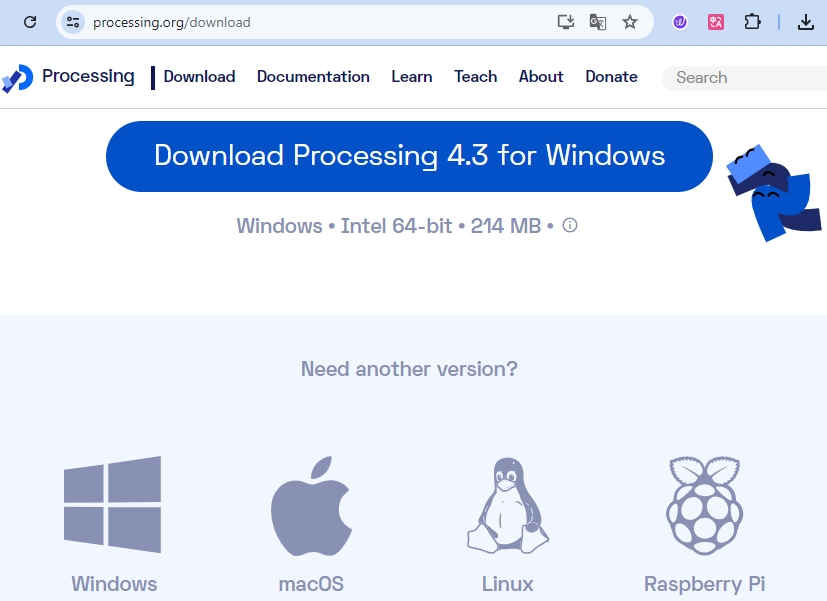 processing.org/download
Processing
Download Documentation Learn Teach About Donate Search
Download Processing 4.3 for Windows
Windows • Intel 64-bit • 214 MB •
Need another version?
Windows macOS Linux Raspberry Pi